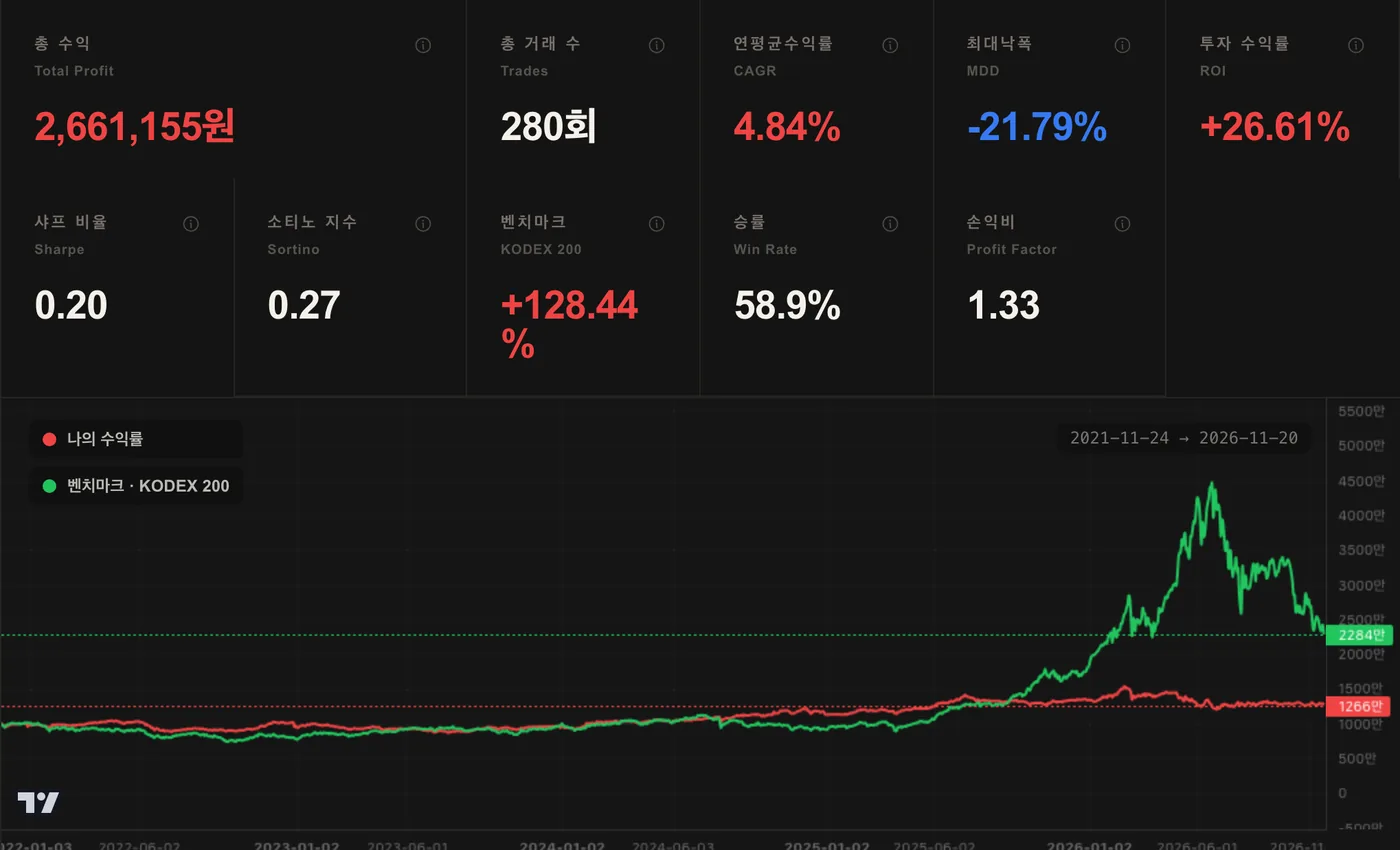 총 수익
Total Profit
2,661,155원
총 거래 수
Trades
280회
연평균수익률
CAGR
4.84%
최대낙폭
MDD
-21.79%
투자 수익률
ROI
+26.61%
샤프 비율
Sharpe
0.20
소티노 지수
Sortino
0.27
벤치마크
KODEX 200
+128.44
%
승률
Win Rate
58.9%
손익비
Profit Factor
1.33
나의 수익률
벤치마크 · KODEX 200
2021-11-24 → 2026-11-20
5500만
5000만
4500만
4000만
3500만
3000만
2500만
2284만
2000만
1500만
1266만
1000만
500만
0
-500만
022-01-03
2022-06-02
2023-01-02
2023-06-01
2024-01-02
2024-06-03
2025-01-02
2025-06-02
2026-01-02
2026-06-01
2026-11